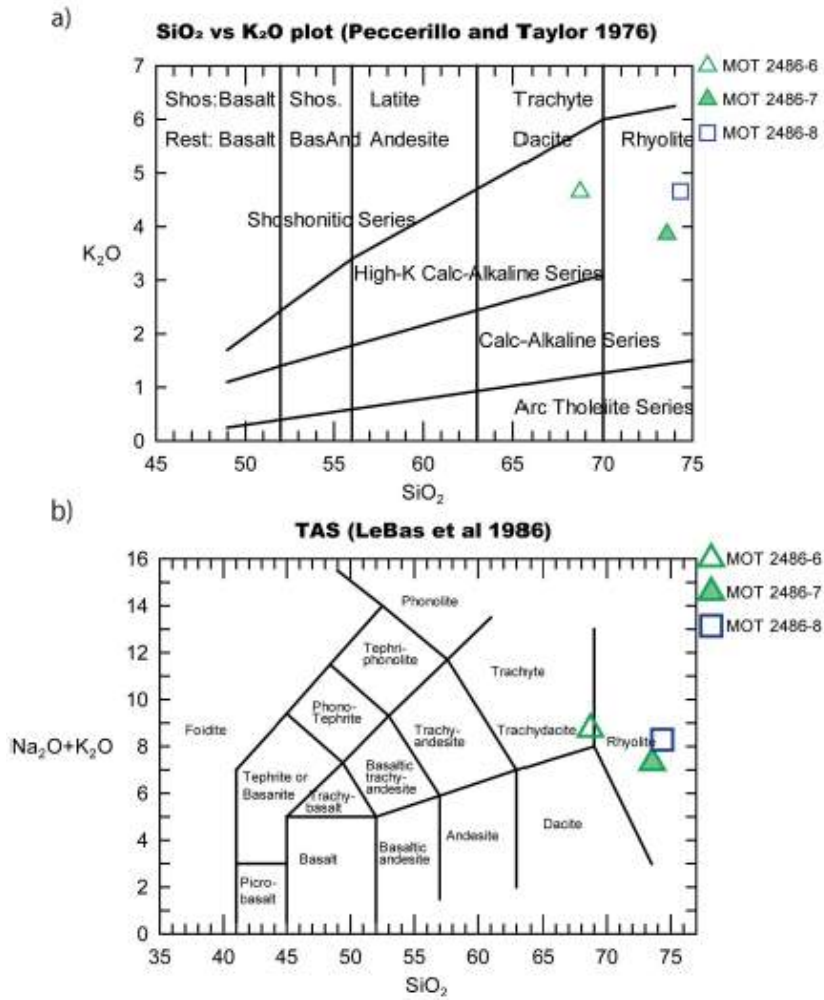 a)
SiO₂ vs K₂O plot (Peccerillo and Taylor 1976)
7
6
5
4
3
2
1
0
K₂O
Shos:Basalt
Shos.
Latite
Trachyte
Rest: Basalt
BasAnd
Andesite
Dacite
Rhyolite
Shoshonitic Series
High-K Calc-Alkaline Series
Calc-Alkaline Series
Arc Tholeiite Series
45 50 55 60 65 70 75
SiO₂
MOT 2486-6
MOT 2486-7
MOT 2486-8
b)
TAS (LeBas et al 1986)
16
14
12
10
8
6
4
2
0
Na₂O+K₂O
Phonolite
Tephri-
phonolite
Trachyte
Foidite
Phono-
Tephrite
Trachy-
andesite
Trachydacite
Rhyolite
Tephrite or
Basanite
Basaltic
trachy-
andesite
Trachy-
basalt
Basalt
Basaltic
andesite
Andesite
Dacite
Picro-
basalt
35 40 45 50 55 60 65 70 75
SiO₂
MOT 2486-6
MOT 2486-7
MOT 2486-8